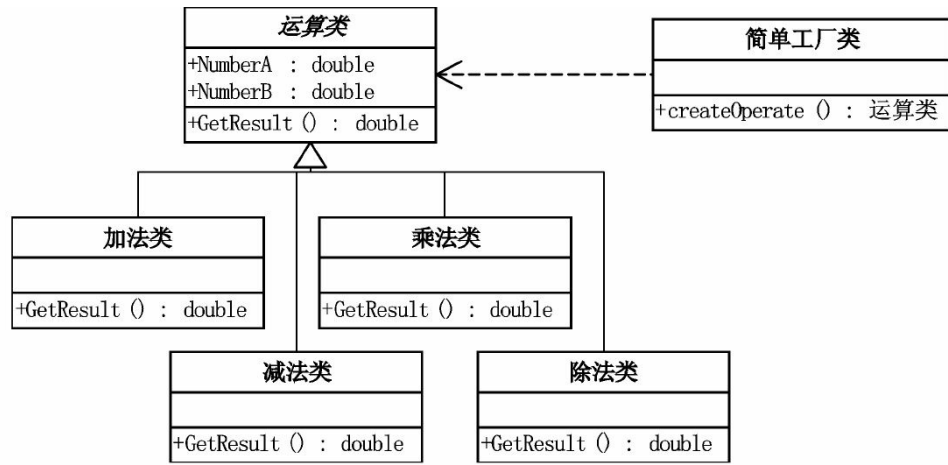 运算类
+NumberA : double
+NumberB : double
+GetResult () : double
简单工厂类
+createOperate () : 运算类
加法类
+GetResult () : double
乘法类
+GetResult () : double
减法类
+GetResult () : double
除法类
+GetResult () : double